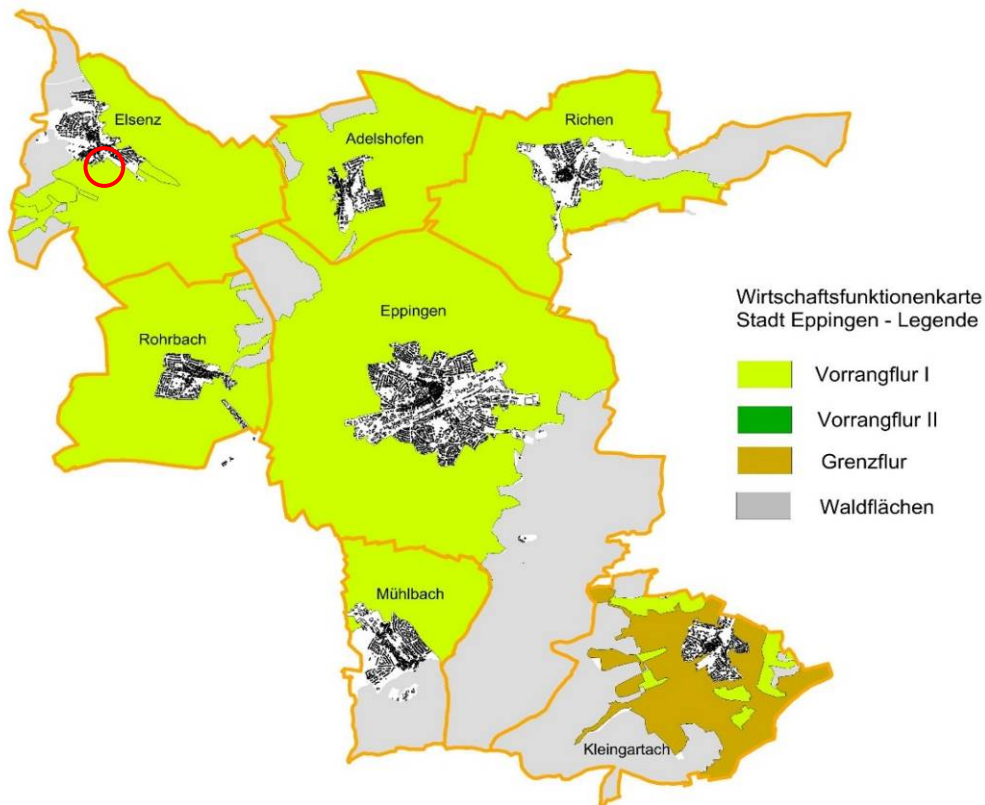 Elsenz
Adelshofen
Richen
Rohrbach
Eppingen
Mühlbach
Kleingartach
Wirtschaftsfunktionenkarte
Stadt Eppingen - Legende
Vorrangflur I
Vorrangflur II
Grenzflur
Waldflächen